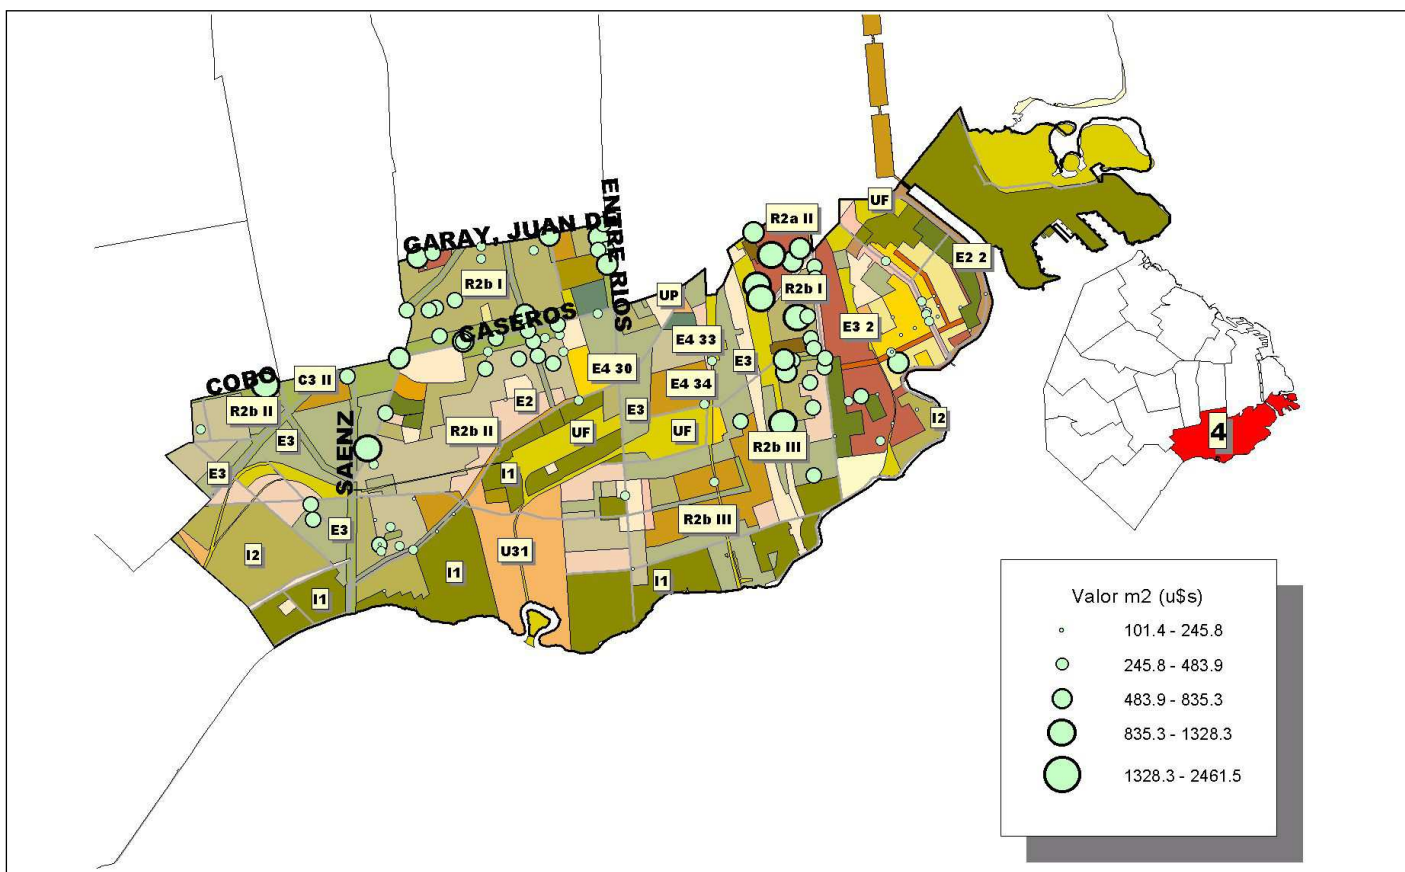 UF
R2a II
GARAY, JUAN DE
ENTRE RIOS
E2 2
R2b I
R2b I
UP
CASEROS
E3 2
E4 33
E3
COBO
C3 II
E4 30
E4 34
R2b II
E2
E3
I2
SAENZ
E3
R2b II
UF
UF
R2b III
4
E3
I1
R2b III
E3
I2
U31
I1
I1
I1
Valor m2 (u$s)
101.4 - 245.8
245.8 - 483.9
483.9 - 835.3
835.3 - 1328.3
1328.3 - 2461.5